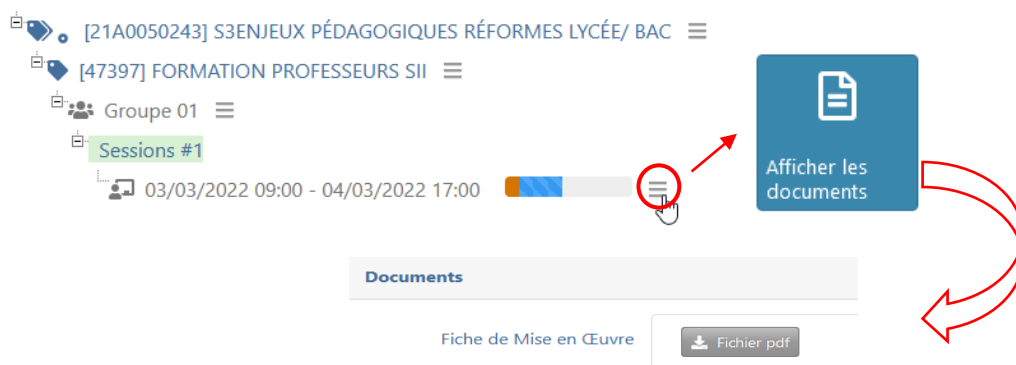 [21A0050243] S3ENJEUX PÉDAGOGIQUES RÉFORMES LYCÉE/ BAC
[47397] FORMATION PROFESSEURS SII
Groupe 01
Sessions #1
03/03/2022 09:00 - 04/03/2022 17:00
Afficher les
documents
Documents
Fiche de Mise en Œuvre
Fichier pdf